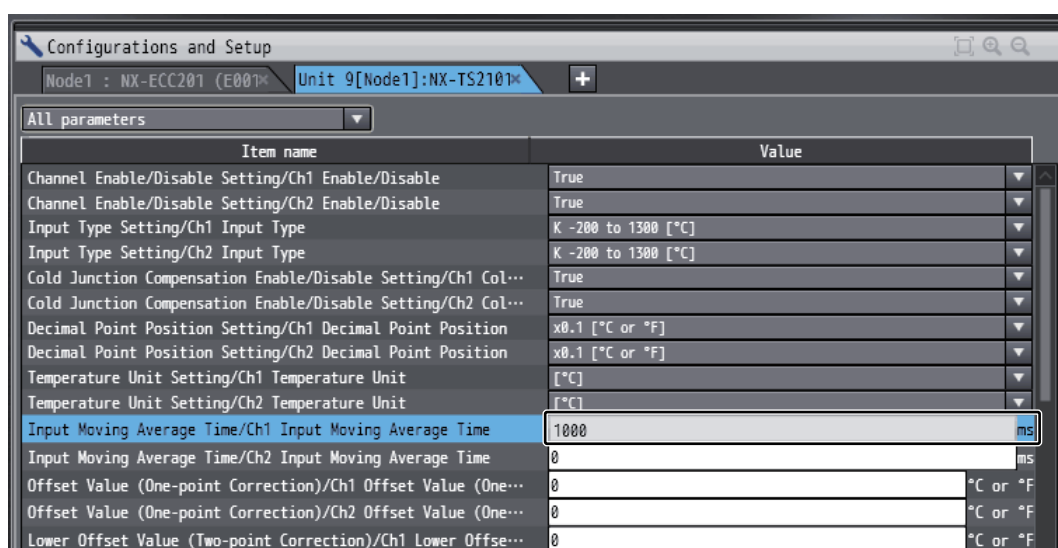 Configurations and Setup
Node1 : NX-ECC201 (E001× Unit 9[Node1]:NX-TS2101× +
All parameters
Item name Value
Channel Enable/Disable Setting/Ch1 Enable/Disable True
Channel Enable/Disable Setting/Ch2 Enable/Disable True
Input Type Setting/Ch1 Input Type K -200 to 1300 [°C]
Input Type Setting/Ch2 Input Type K -200 to 1300 [°C]
Cold Junction Compensation Enable/Disable Setting/Ch1 Col··· True
Cold Junction Compensation Enable/Disable Setting/Ch2 Col··· True
Decimal Point Position Setting/Ch1 Decimal Point Position x0.1 [°C or °F]
Decimal Point Position Setting/Ch2 Decimal Point Position x0.1 [°C or °F]
Temperature Unit Setting/Ch1 Temperature Unit [°C]
Temperature Unit Setting/Ch2 Temperature Unit [°C]
Input Moving Average Time/Ch1 Input Moving Average Time 1000 ms
Input Moving Average Time/Ch2 Input Moving Average Time 0 ms
Offset Value (One-point Correction)/Ch1 Offset Value (One··· 0 °C or °F
Offset Value (One-point Correction)/Ch2 Offset Value (One··· 0 °C or °F
Lower Offset Value (Two-point Correction)/Ch1 Lower Offse··· 0 °C or °F